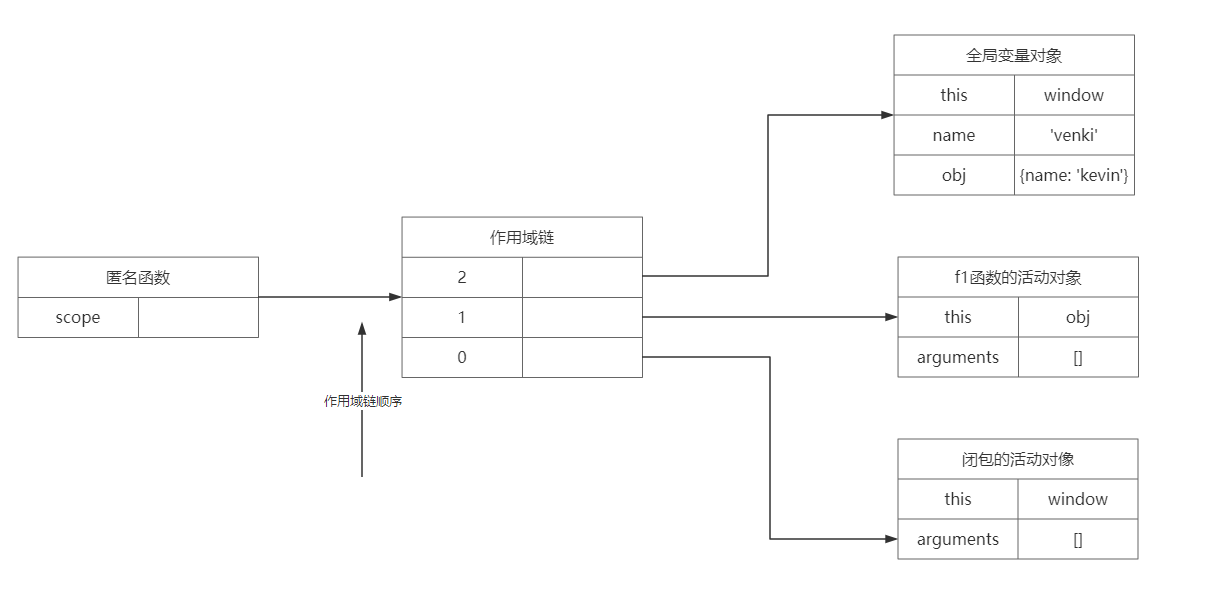 全局变量对象
this window
name 'venki'
obj {name: 'kevin'}
作用域链
2
1
0
匿名函数
scope
作用域链顺序
f1函数的活动对象
this obj
arguments []
闭包的活动对像
this window
arguments []